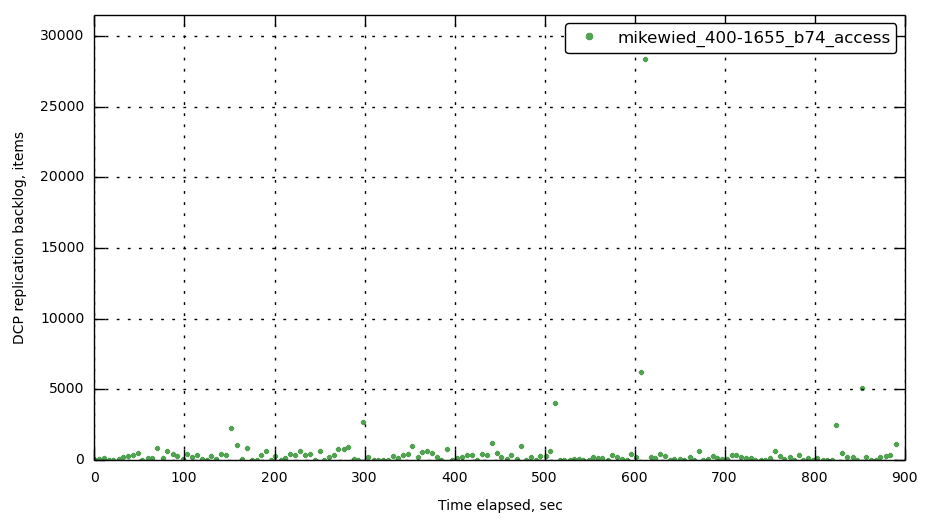 mikewied_400-1655_b74_access
30000
25000
20000
15000
10000
5000
0
DCP replication backlog, items
0 100 200 300 400 500 600 700 800 900
Time elapsed, sec